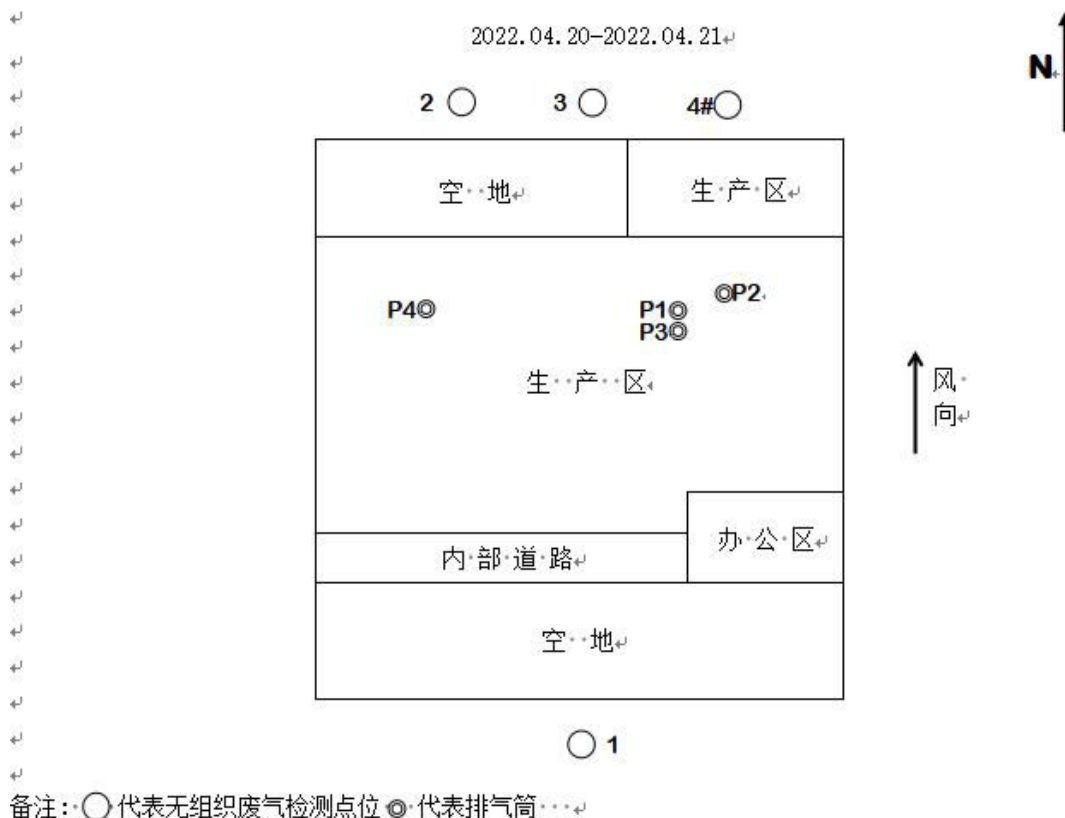 2022.04.20-2022.04.21
N
2 3 4#
空 地
生 产 区
P4
P1
P2
P3
生 产 区
风
向
办 公 区
内 部 道 路
空 地
1
备注: ○代表无组织废气检测点位 ◎ 代表排气筒